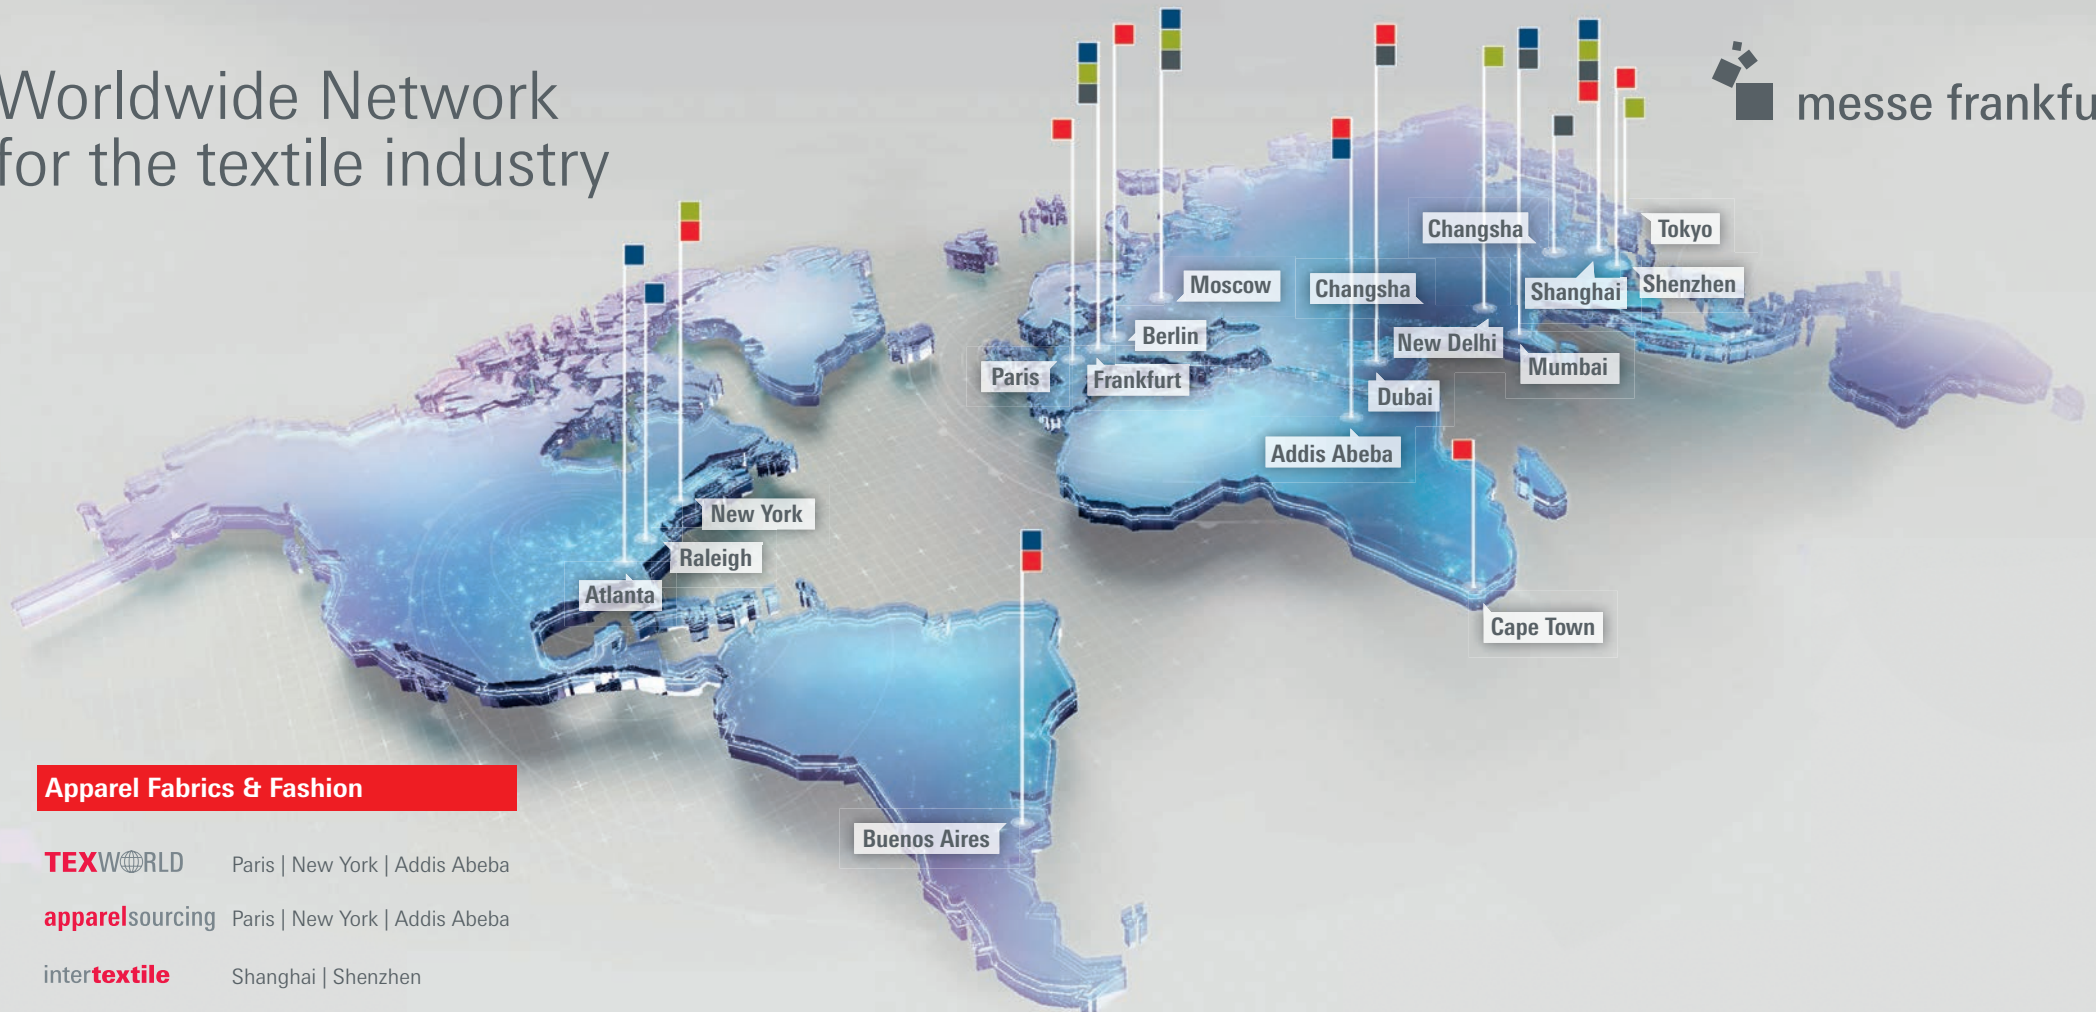 Worldwide Network
for the textile industry
messe frankfu
Changsha
Tokyo
Moscow
Changsha
Shanghai
Shenzhen
Berlin
New Delhi
Paris
Frankfurt
Mumbai
Dubai
Addis Abeba
New York
Raleigh
Atlanta
Cape Town
Buenos Aires
Apparel Fabrics & Fashion
TEXWORLD Paris | New York | Addis Abeba
apparelsourcing Paris | New York | Addis Abeba
intertextile Shanghai | Shenzhen